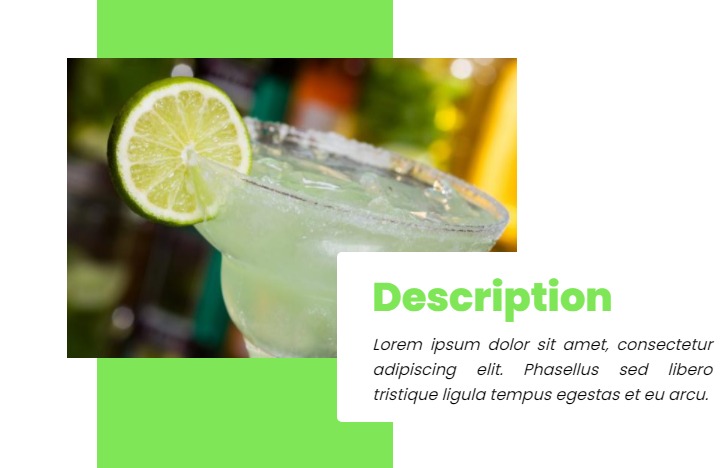 Description
Lorem ipsum dolor sit amet, consectetur
adipiscing elit. Phasellus sed libero
tristique ligula tempus egestas et eu arcu.